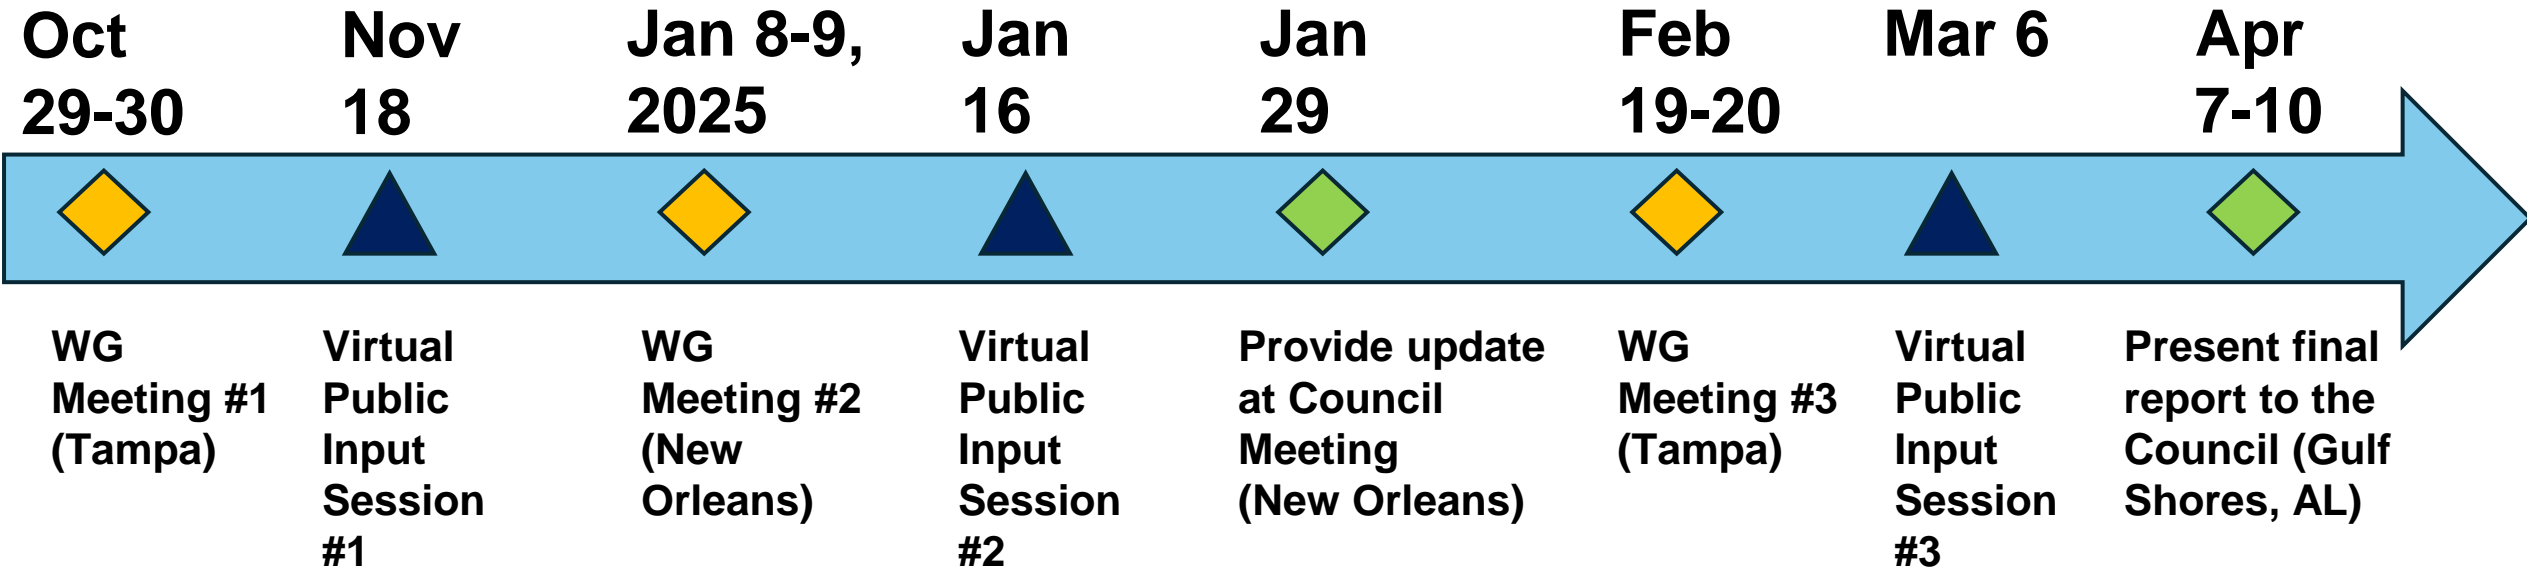 Oct
29-30
Nov
18
Jan 8-9,
2025
Jan
16
Jan
29
Feb
19-20
Mar 6
Apr
7-10
WG
Meeting #1
(Tampa)
Virtual
Public
Input
Session
#1
WG
Meeting #2
(New
Orleans)
Virtual
Public
Input
Session
#2
Provide update
at Council
Meeting
(New Orleans)
WG
Meeting #3
(Tampa)
Virtual
Public
Input
Session
#3
Present final
report to the
Council (Gulf
Shores, AL)